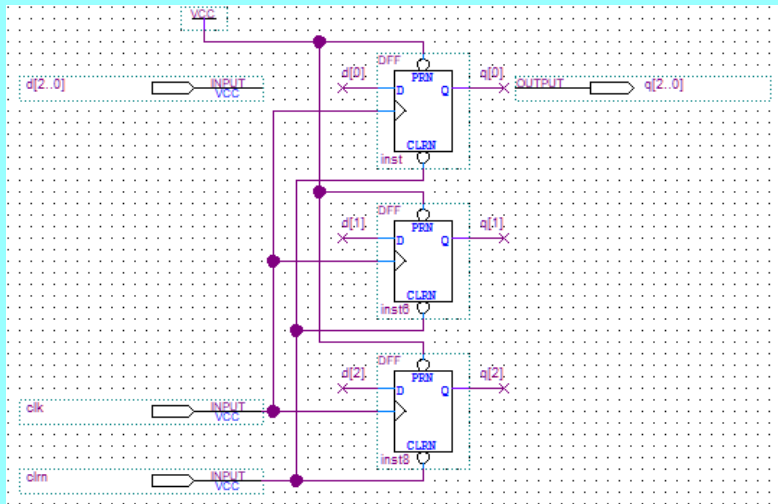 VCC
d[2..0]
INPUT
VCC
DFF
d[0].
PRN
D
Q
CLRN
inst
q[0].
OUTPUT
q[2..0]
DFF
d[.1].
PRN
D
Q
CLRN
inst6
q[.1].
DFF
d[2].
PRN
D
Q
CLRN
inst8
q[2].
clk
INPUT
VCC
clrn
INPUT
VCC